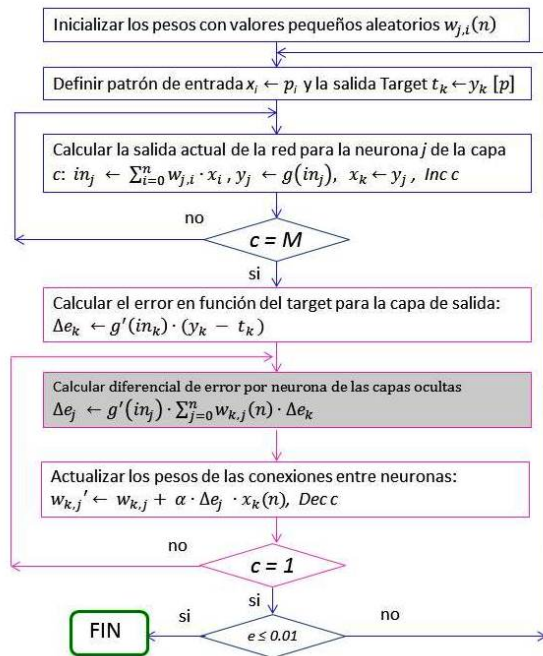 Inicializar los pesos con valores pequeños aleatorios w_{j,i}(n)
Definir patrón de entrada x_i ← p_i y la salida Target t_k ← y_k [p]
Calcular la salida actual de la red para la neurona j de la capa
c: in_j ← ∑_{i=0}^{n} w_{j,i} · x_i , y_j ← g(in_j), x_k ← y_j , Inc c
no
c = M
si
Calcular el error en función del target para la capa de salida:
Δe_k ← g'(in_k) · (y_k − t_k)
Calcular diferencial de error por neurona de las capas ocultas
Δe_j ← g'(in_j) · ∑_{j=0}^{n} w_{k,j}(n) · Δe_k
Actualizar los pesos de las conexiones entre neuronas:
w_{k,j}' ← w_{k,j} + α · Δe_j · x_k(n), Dec c
no
c = 1
si
si
no
FIN
e ≤ 0.01